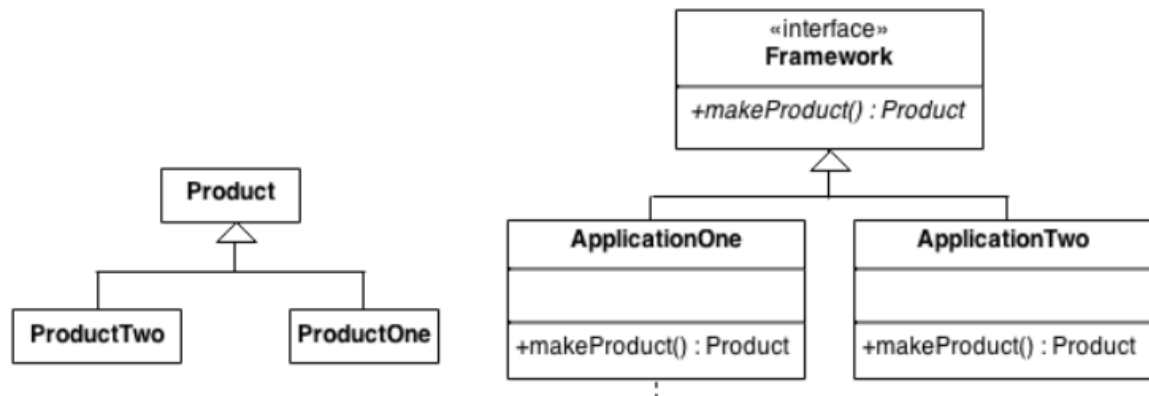 «interface»
Framework
+makeProduct() : Product
Product
ApplicationOne
ApplicationTwo
ProductTwo
ProductOne
+makeProduct() : Product
+makeProduct() : Product